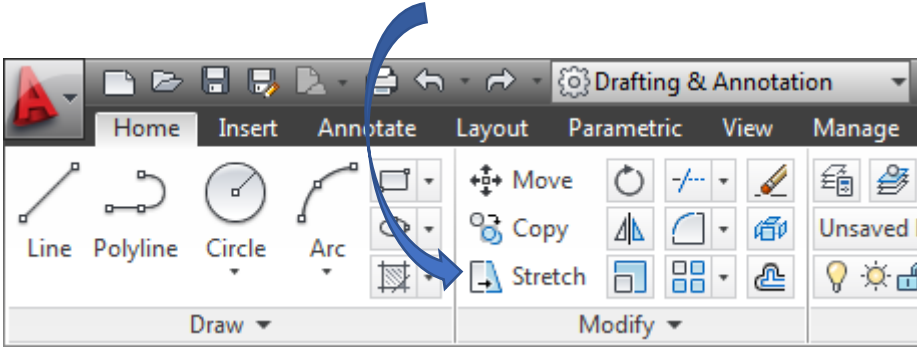 Drafting & Annotation
Home Insert Annotate Layout Parametric View Manage
Move
Copy Unsaved
Line Polyline Circle Arc
Stretch
Draw Modify